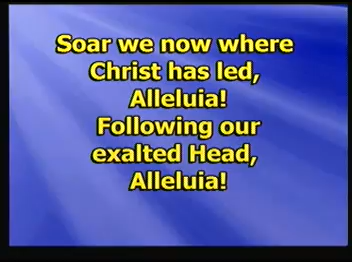 Soar we now where
Christ has led,
Alleluia!
Following our
exalted Head,
Alleluia!